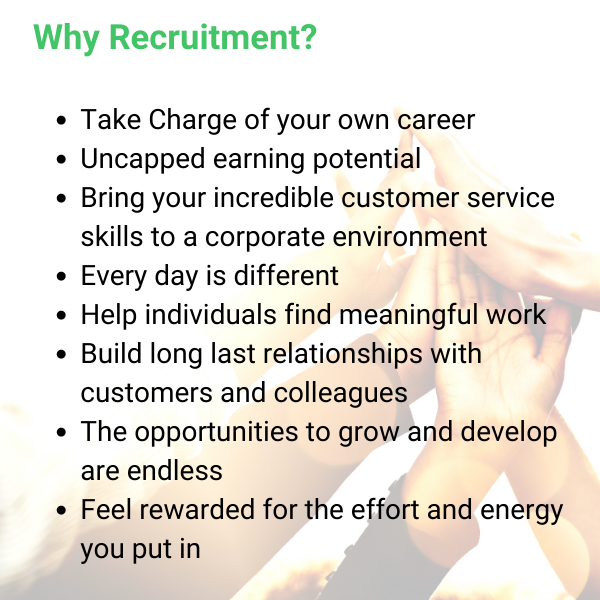 Why Recruitment?
• Take Charge of your own career
• Uncapped earning potential
• Bring your incredible customer service
skills to a corporate environment
• Every day is different
• Help individuals find meaningful work
• Build long last relationships with
customers and colleagues
• The opportunities to grow and develop
are endless
• Feel rewarded for the effort and energy
you put in